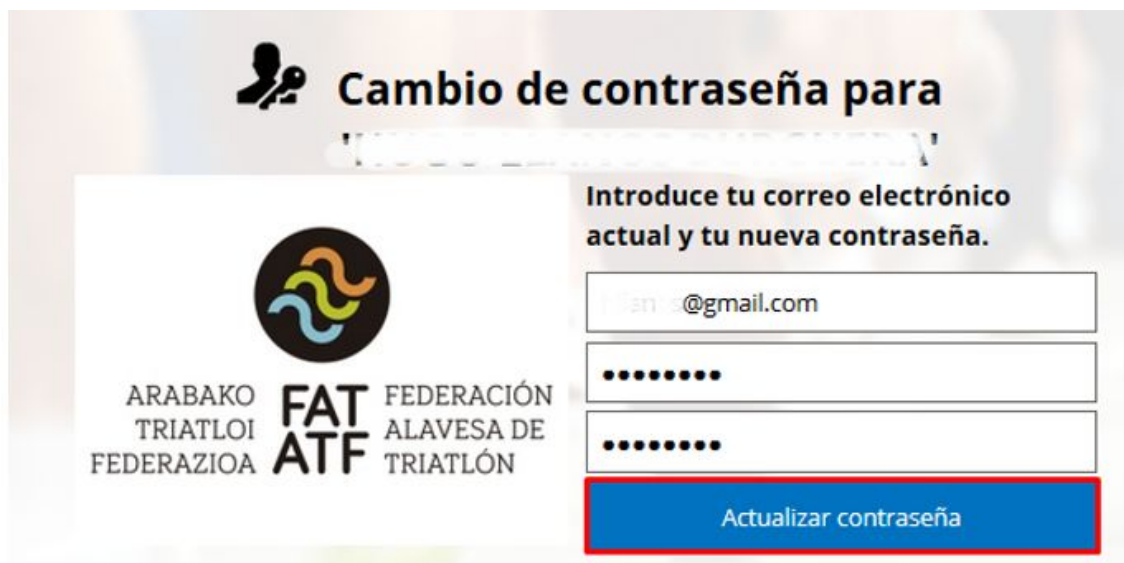 Cambio de contraseña para
Introduce tu correo electrónico
actual y tu nueva contraseña.
@gmail.com
••••••••
••••••••
Actualizar contraseña
ARABAKO
TRIATLOI
FEDERAZIOA
FAT
ATF
FEDERACIÓN
ALAVESA DE
TRIATLÓN